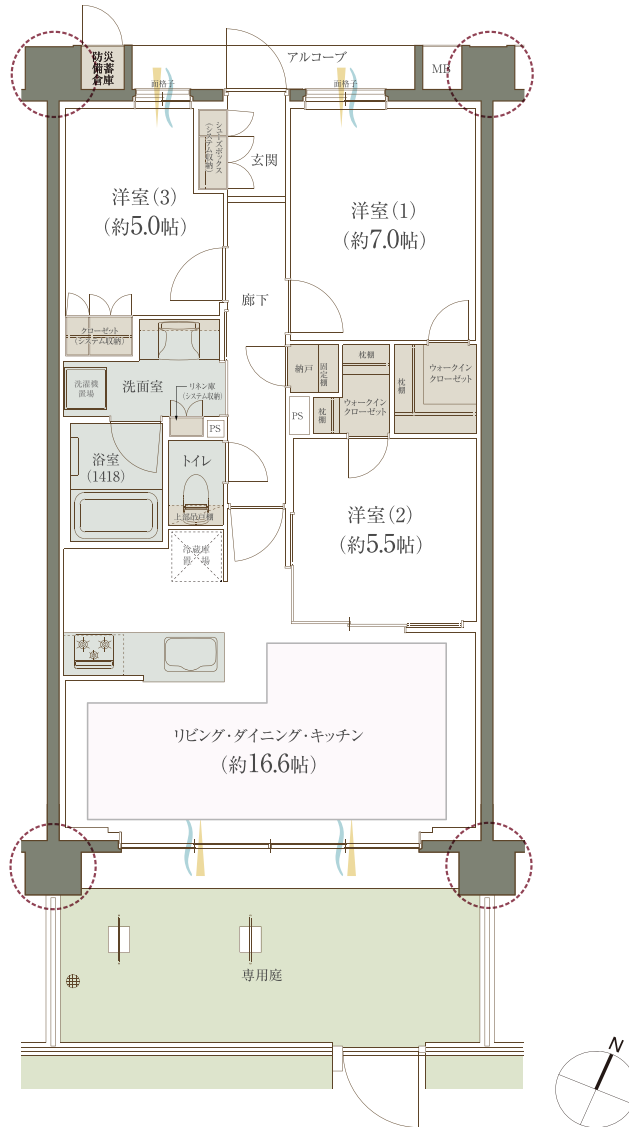 防災
備蓄
倉庫
アルコーブ
MB
面格子
面格子
シューズボックス
(システム収納)
玄関
洋室(3)
(約5.0帖)
洋室(1)
(約7.0帖)
廊下
クローゼット
(システム収納)
洗濯機
置場
洗面室
リネン庫
(システム収納)
PS
納戸
固定棚
枕棚
枕棚
ウォークイン
クローゼット
枕棚
ウォークイン
クローゼット
PS
浴室
(1418)
トイレ
上部吊戸棚
洋室(2)
(約5.5帖)
冷蔵庫
置場
リビング・ダイニング・キッチン
(約16.6帖)
専用庭
N